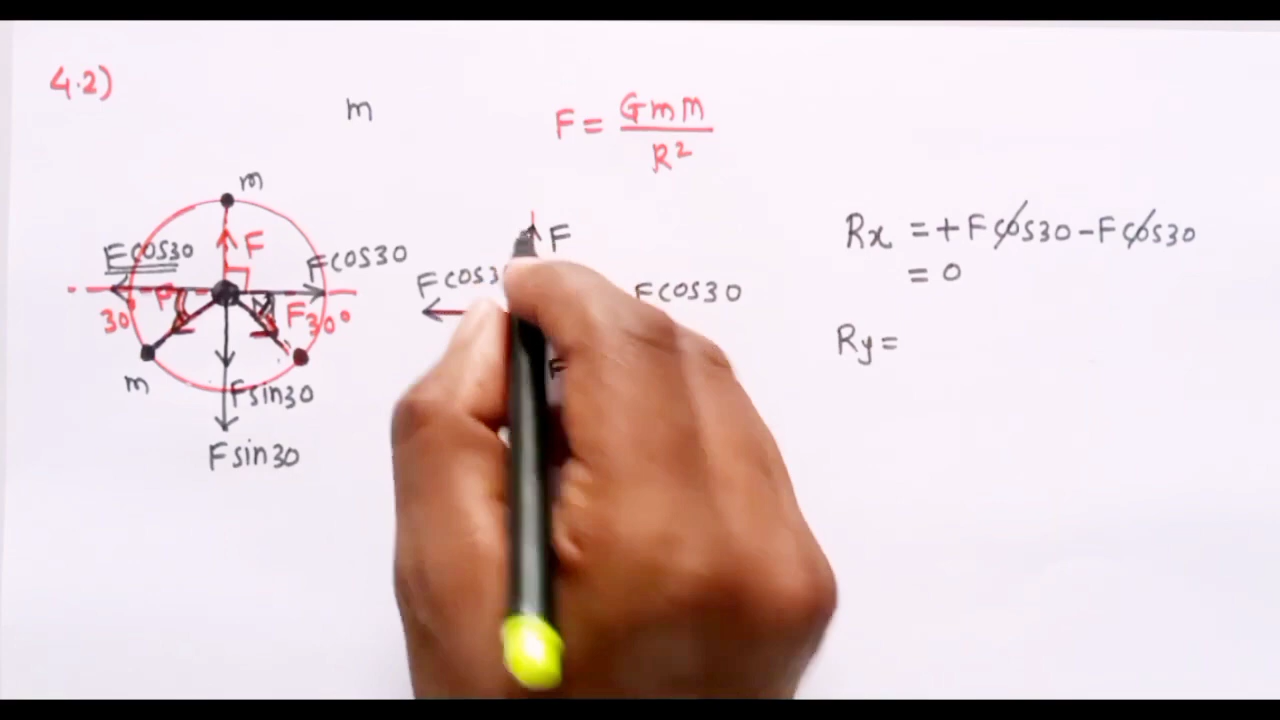 4.2)
m
F = GmM
R²
m
Fcos30
F
Fcos30
F
F
30°
30°
m
Fsin30
Fsin30
F
Fcos30
F
Rx = +Fcos30 - Fcos30
= 0
Ry =